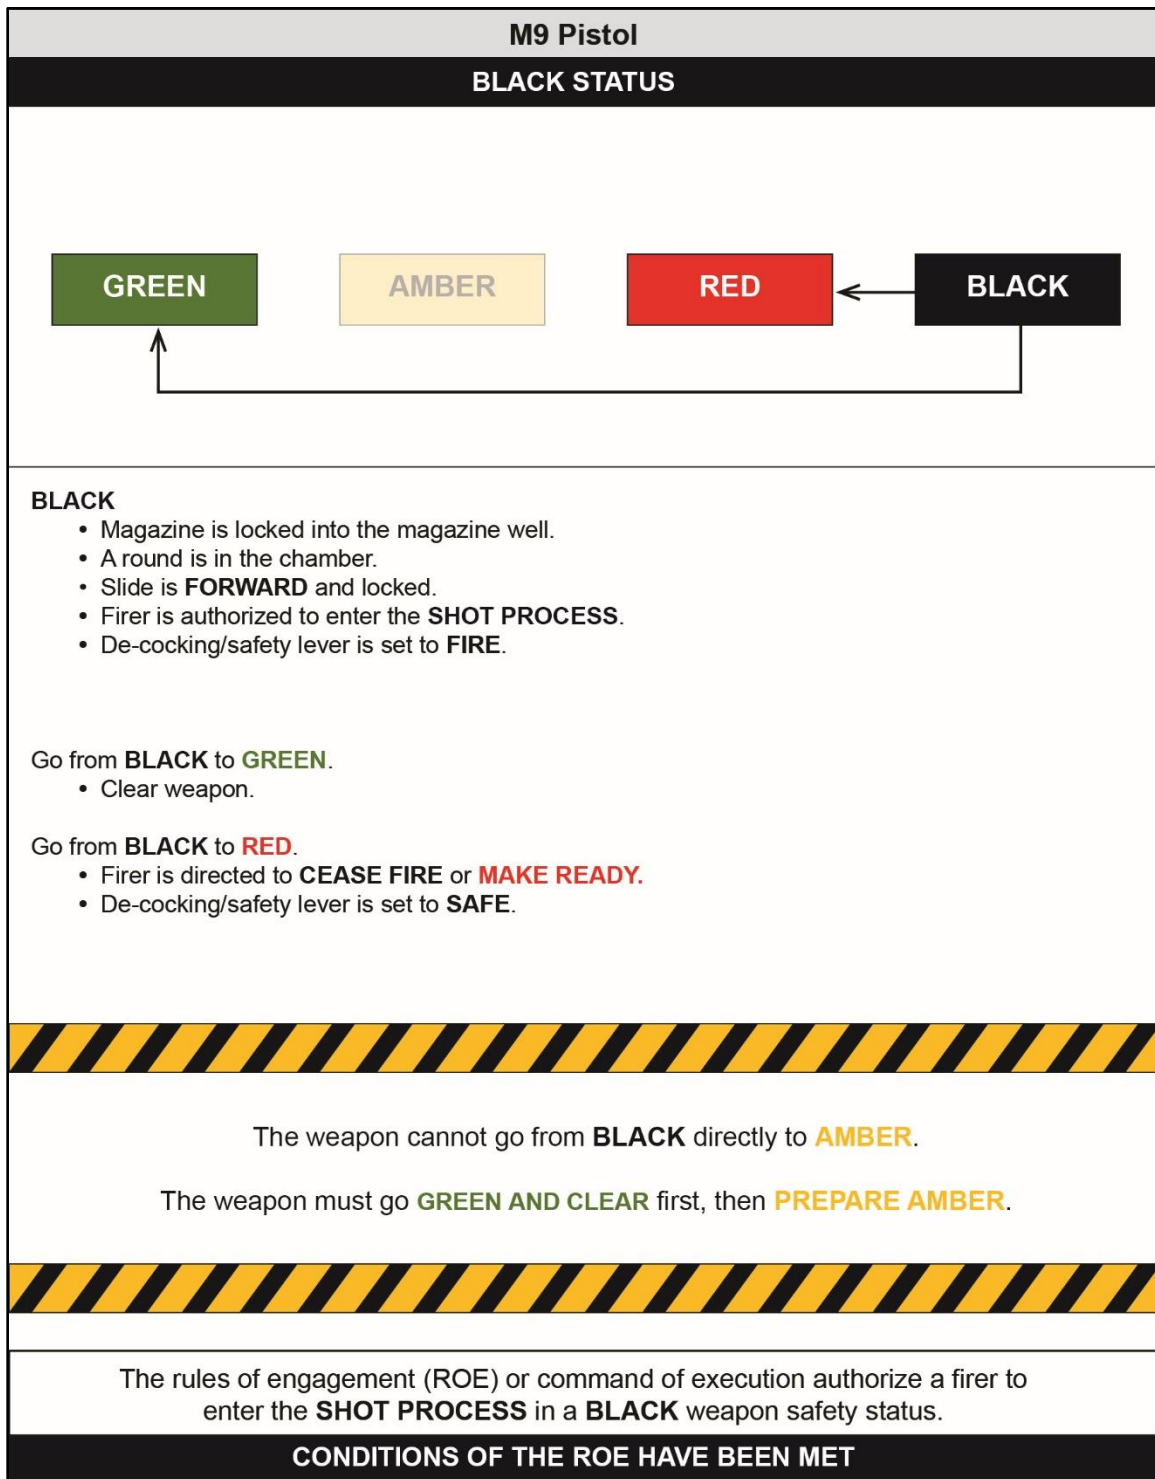 M9 Pistol
BLACK STATUS
GREEN
AMBER
RED
BLACK
BLACK
• Magazine is locked into the magazine well.
• A round is in the chamber.
• Slide is FORWARD and locked.
• Firer is authorized to enter the SHOT PROCESS.
• De-cocking/safety lever is set to FIRE.
Go from BLACK to GREEN.
• Clear weapon.
Go from BLACK to RED.
• Firer is directed to CEASE FIRE or MAKE READY.
• De-cocking/safety lever is set to SAFE.
The weapon cannot go from BLACK directly to AMBER.
The weapon must go GREEN AND CLEAR first, then PREPARE AMBER.
The rules of engagement (ROE) or command of execution authorize a firer to
enter the SHOT PROCESS in a BLACK weapon safety status.
CONDITIONS OF THE ROE HAVE BEEN MET